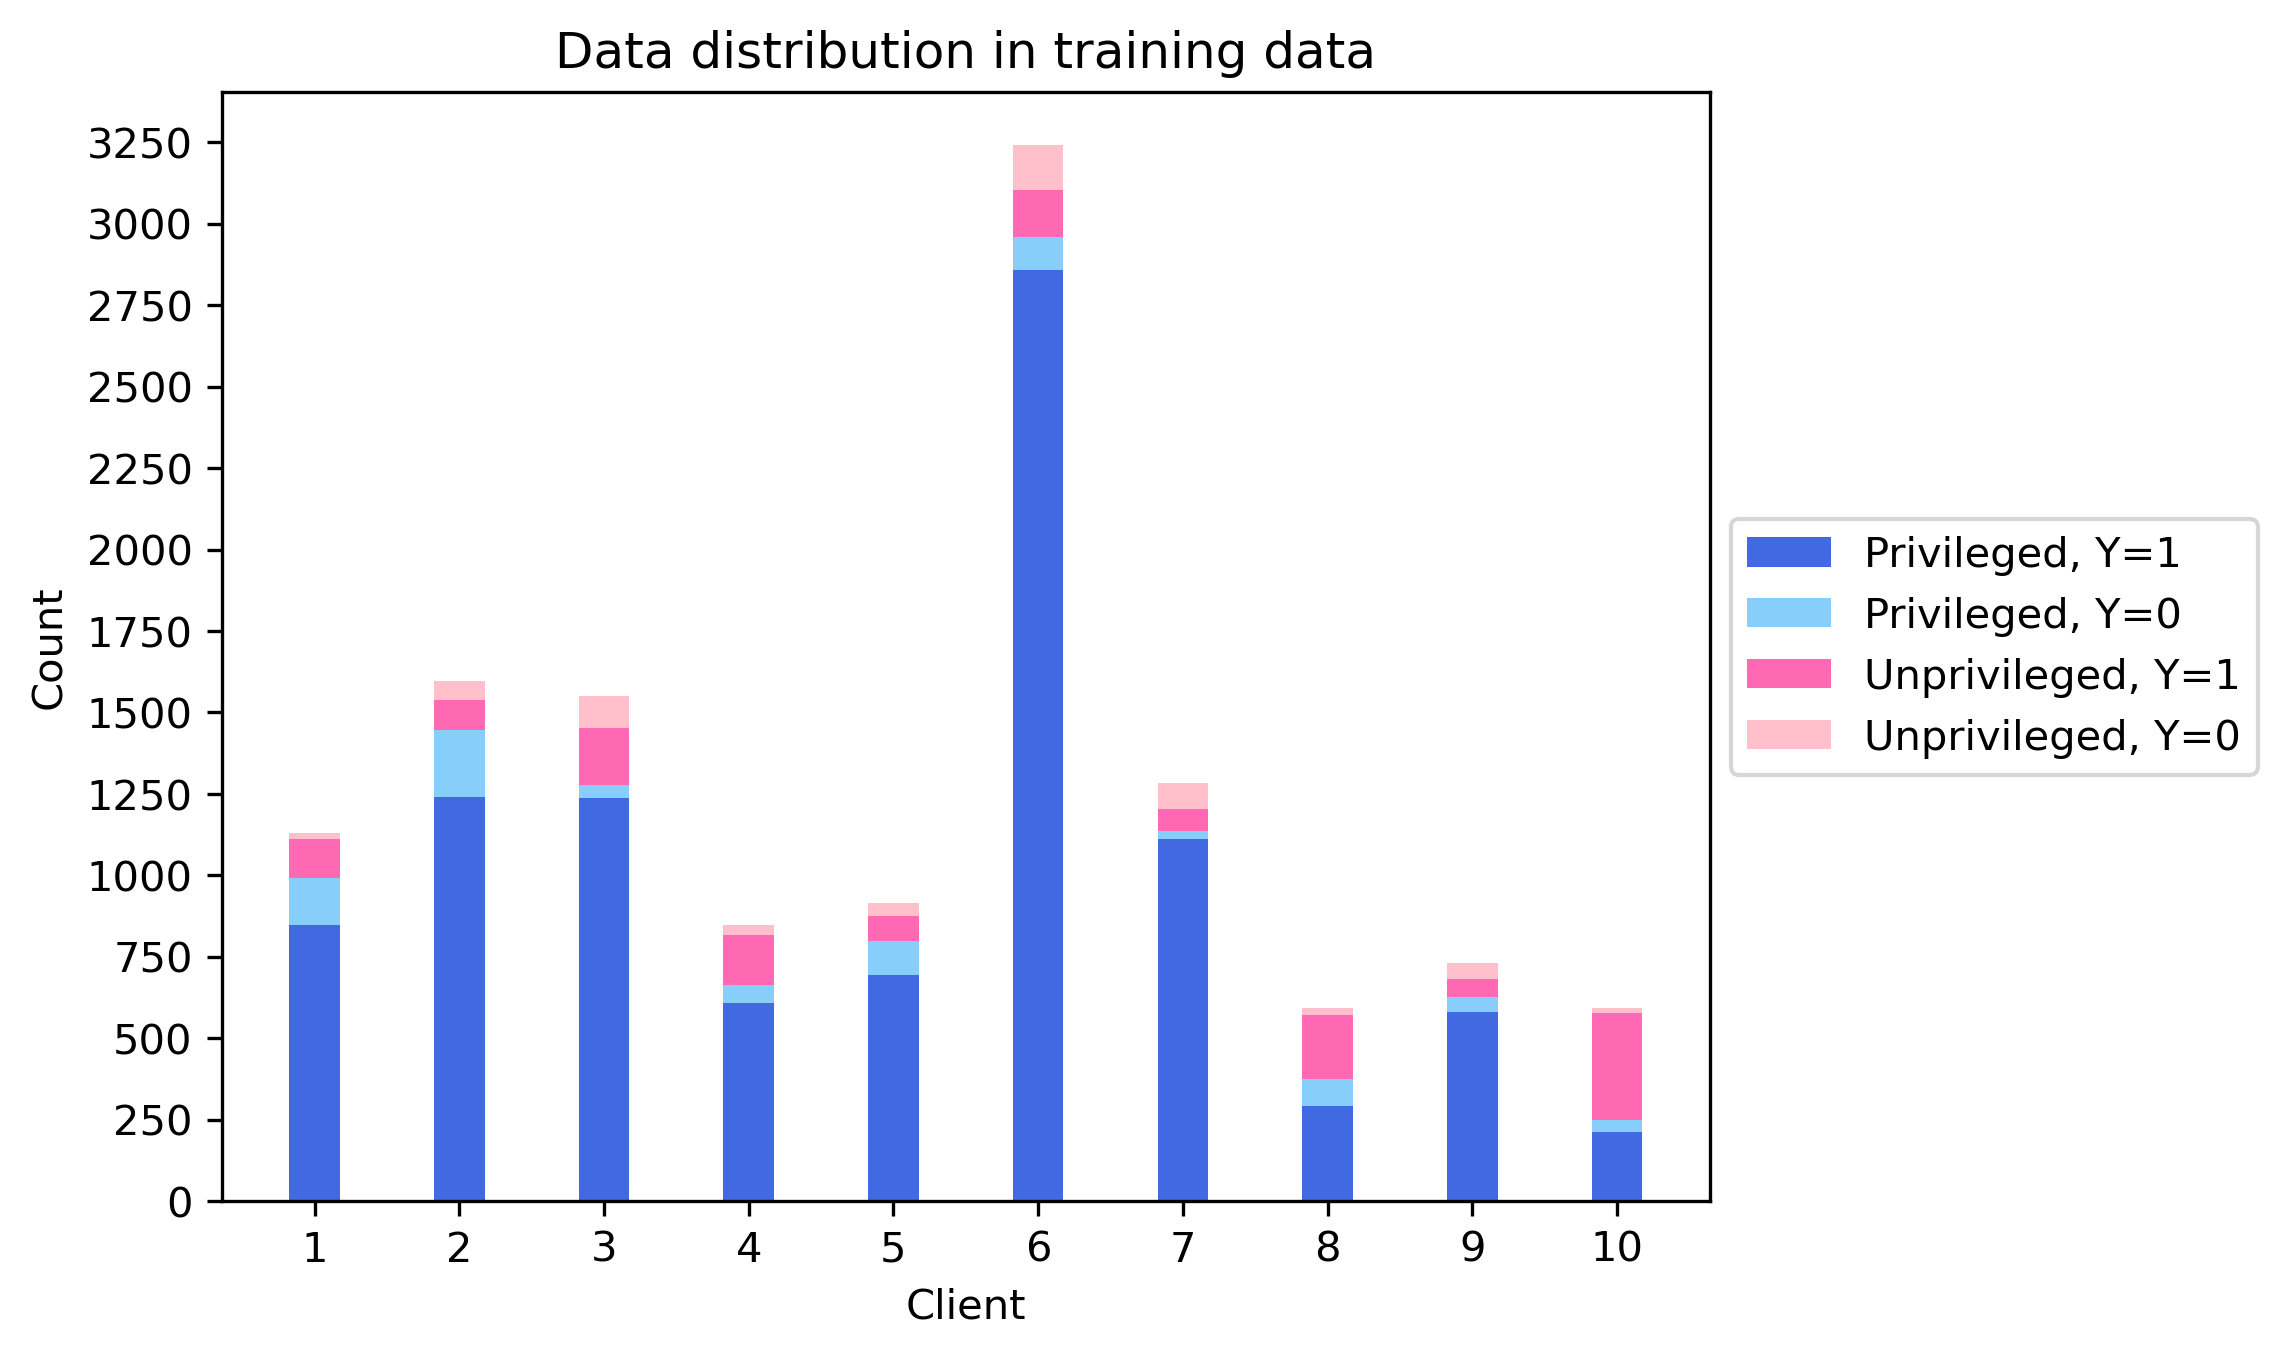 Data distribution in training data
3250
3000
2750
2500
2250
2000
1750
1500
1250
1000
750
500
250
0
Count
1 2 3 4 5 6 7 8 9 10
Client
Privileged, Y=1
Privileged, Y=0
Unprivileged, Y=1
Unprivileged, Y=0